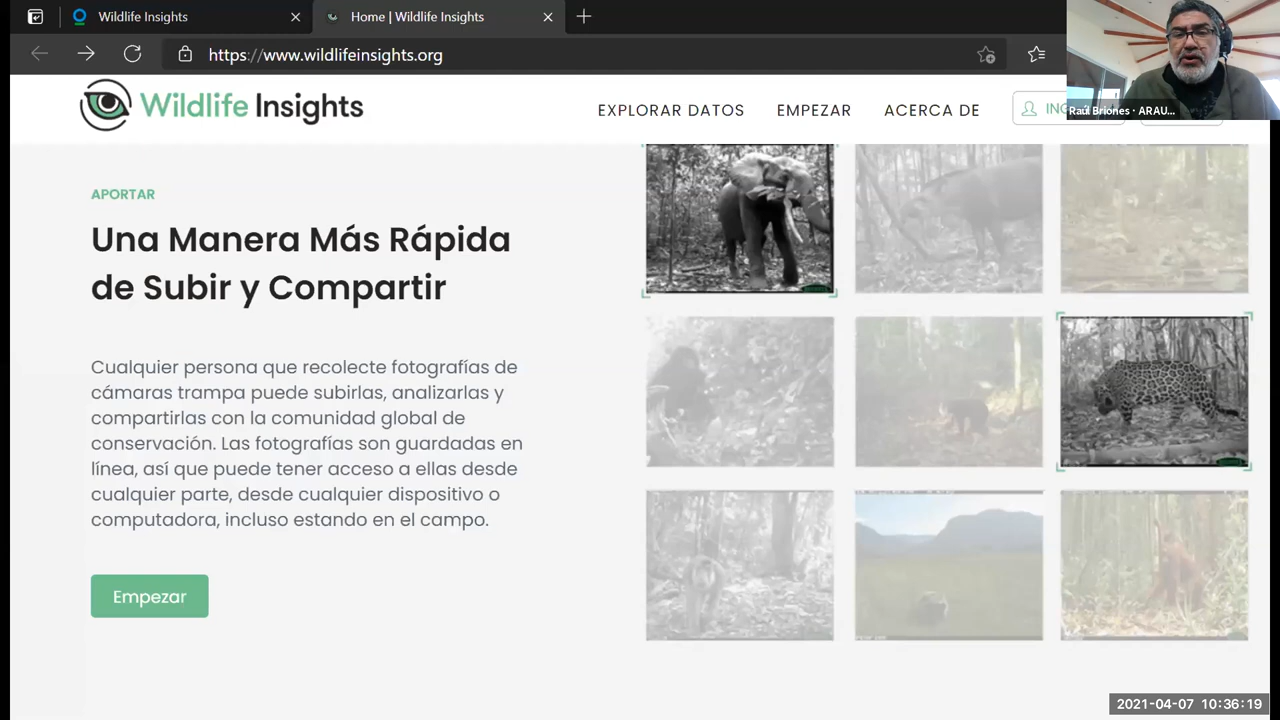 Wildlife Insights
Home | Wildlife Insights
https://www.wildlifeinsights.org
Wildlife Insights
EXPLORAR DATOS
EMPEZAR
ACERCA DE
Raúl Briones · ARAU...
APORTAR
Una Manera Más Rápida
de Subir y Compartir
Cualquier persona que recolecte fotografías de
cámaras trampa puede subirlas, analizarlas y
compartirlas con la comunidad global de
conservación. Las fotografías son guardadas en
línea, así que puede tener acceso a ellas desde
cualquier parte, desde cualquier dispositivo o
computadora, incluso estando en el campo.
Empezar
2021-04-07 10:36:19